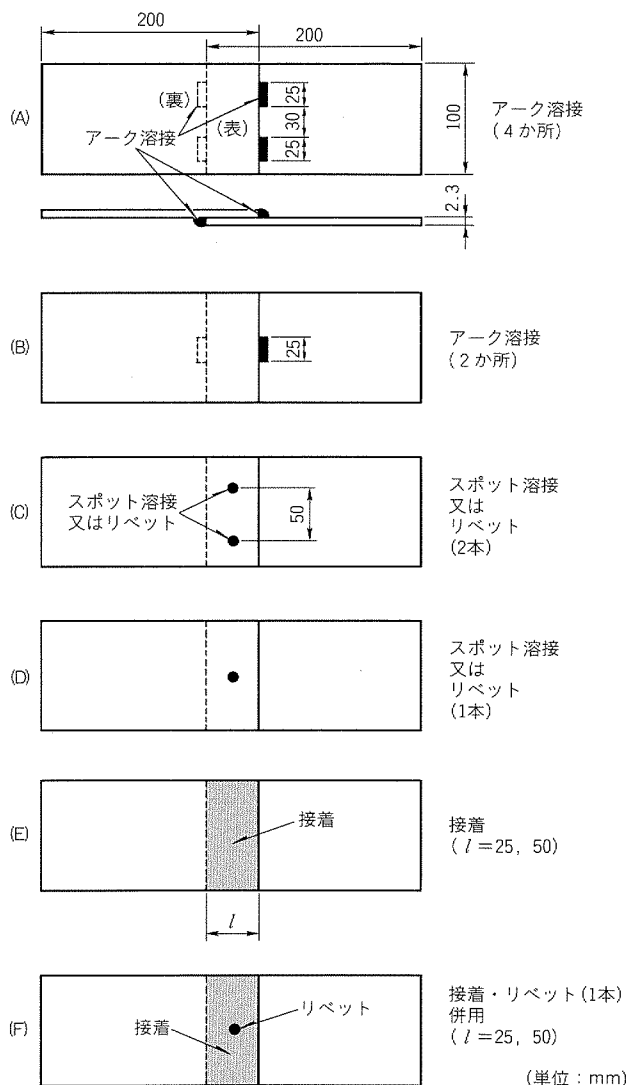 200
200
(A)
(裏)
(表)
アーク溶接
25
30
25
100
アーク溶接
(4か所)
2.3
(B)
25
アーク溶接
(2か所)
(C)
スポット溶接
又はリベット
50
スポット溶接
又は
リベット
(2本)
(D)
スポット溶接
又は
リベット
(1本)
(E)
接着
接着
(l=25, 50)
l
(F)
接着
リベット
接着・リベット(1本)
併用
(l=25, 50)
(単位:mm)